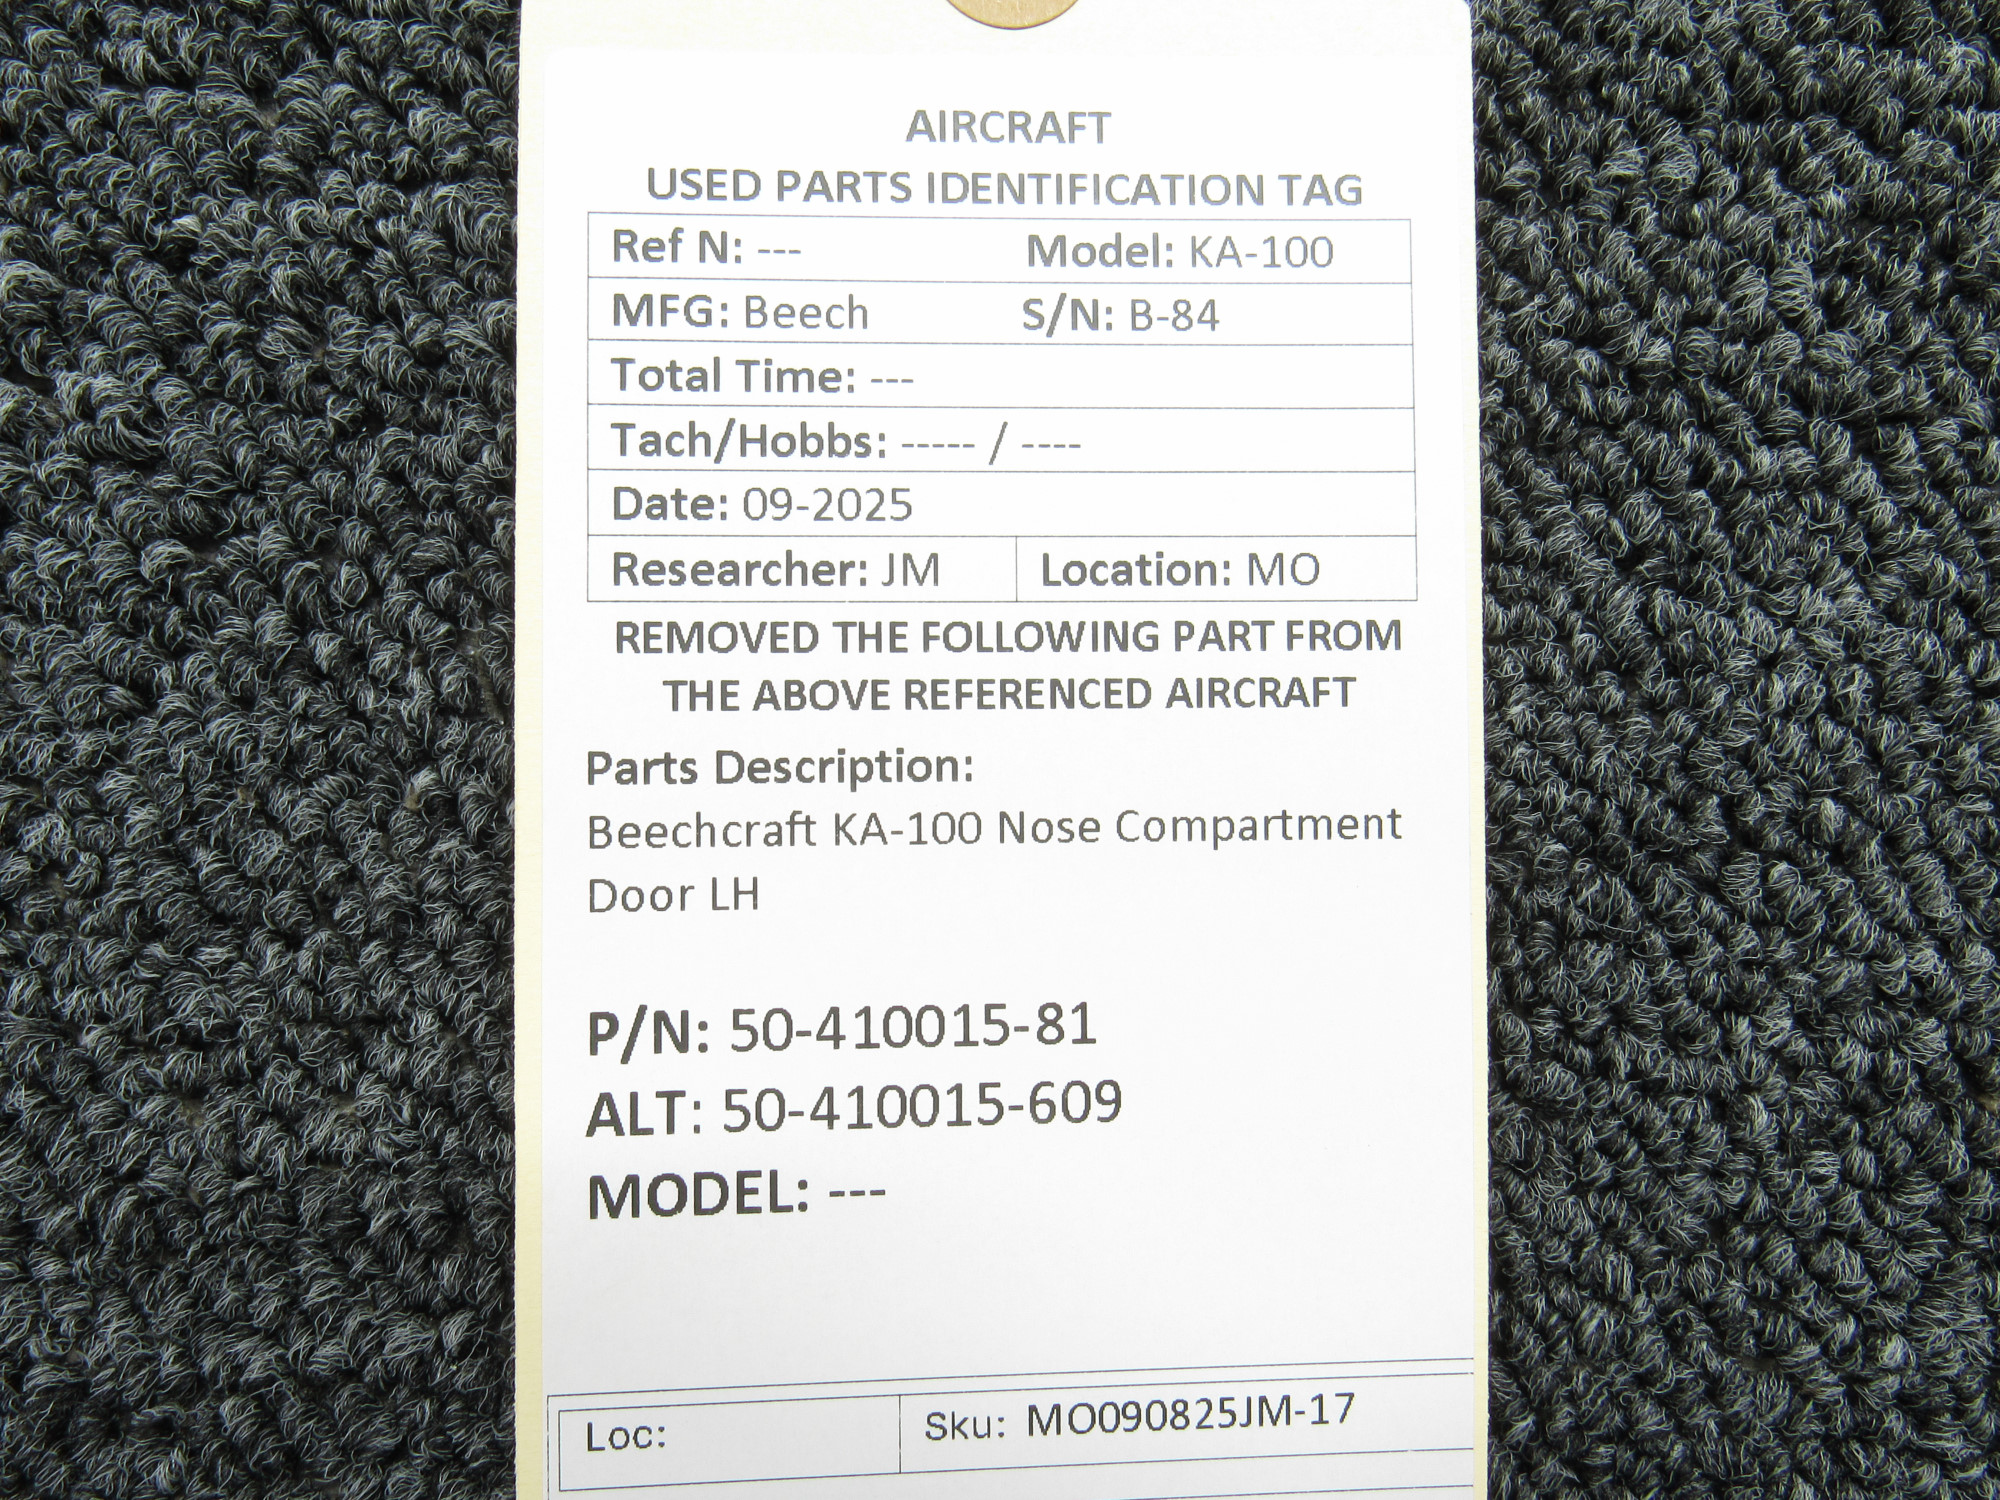 AIRCRAFT
USED PARTS IDENTIFICATION TAG
Ref N: --- Model: KA-100
MFG: Beech S/N: B-84
Total Time: ---
Tach/Hobbs: ----- / ----
Date: 09-2025
Researcher: JM Location: MO
REMOVED THE FOLLOWING PART FROM
THE ABOVE REFERENCED AIRCRAFT
Parts Description:
Beechcraft KA-100 Nose Compartment
Door LH
P/N: 50-410015-81
ALT: 50-410015-609
MODEL: ---
Loc: Sku: MO090825JM-17